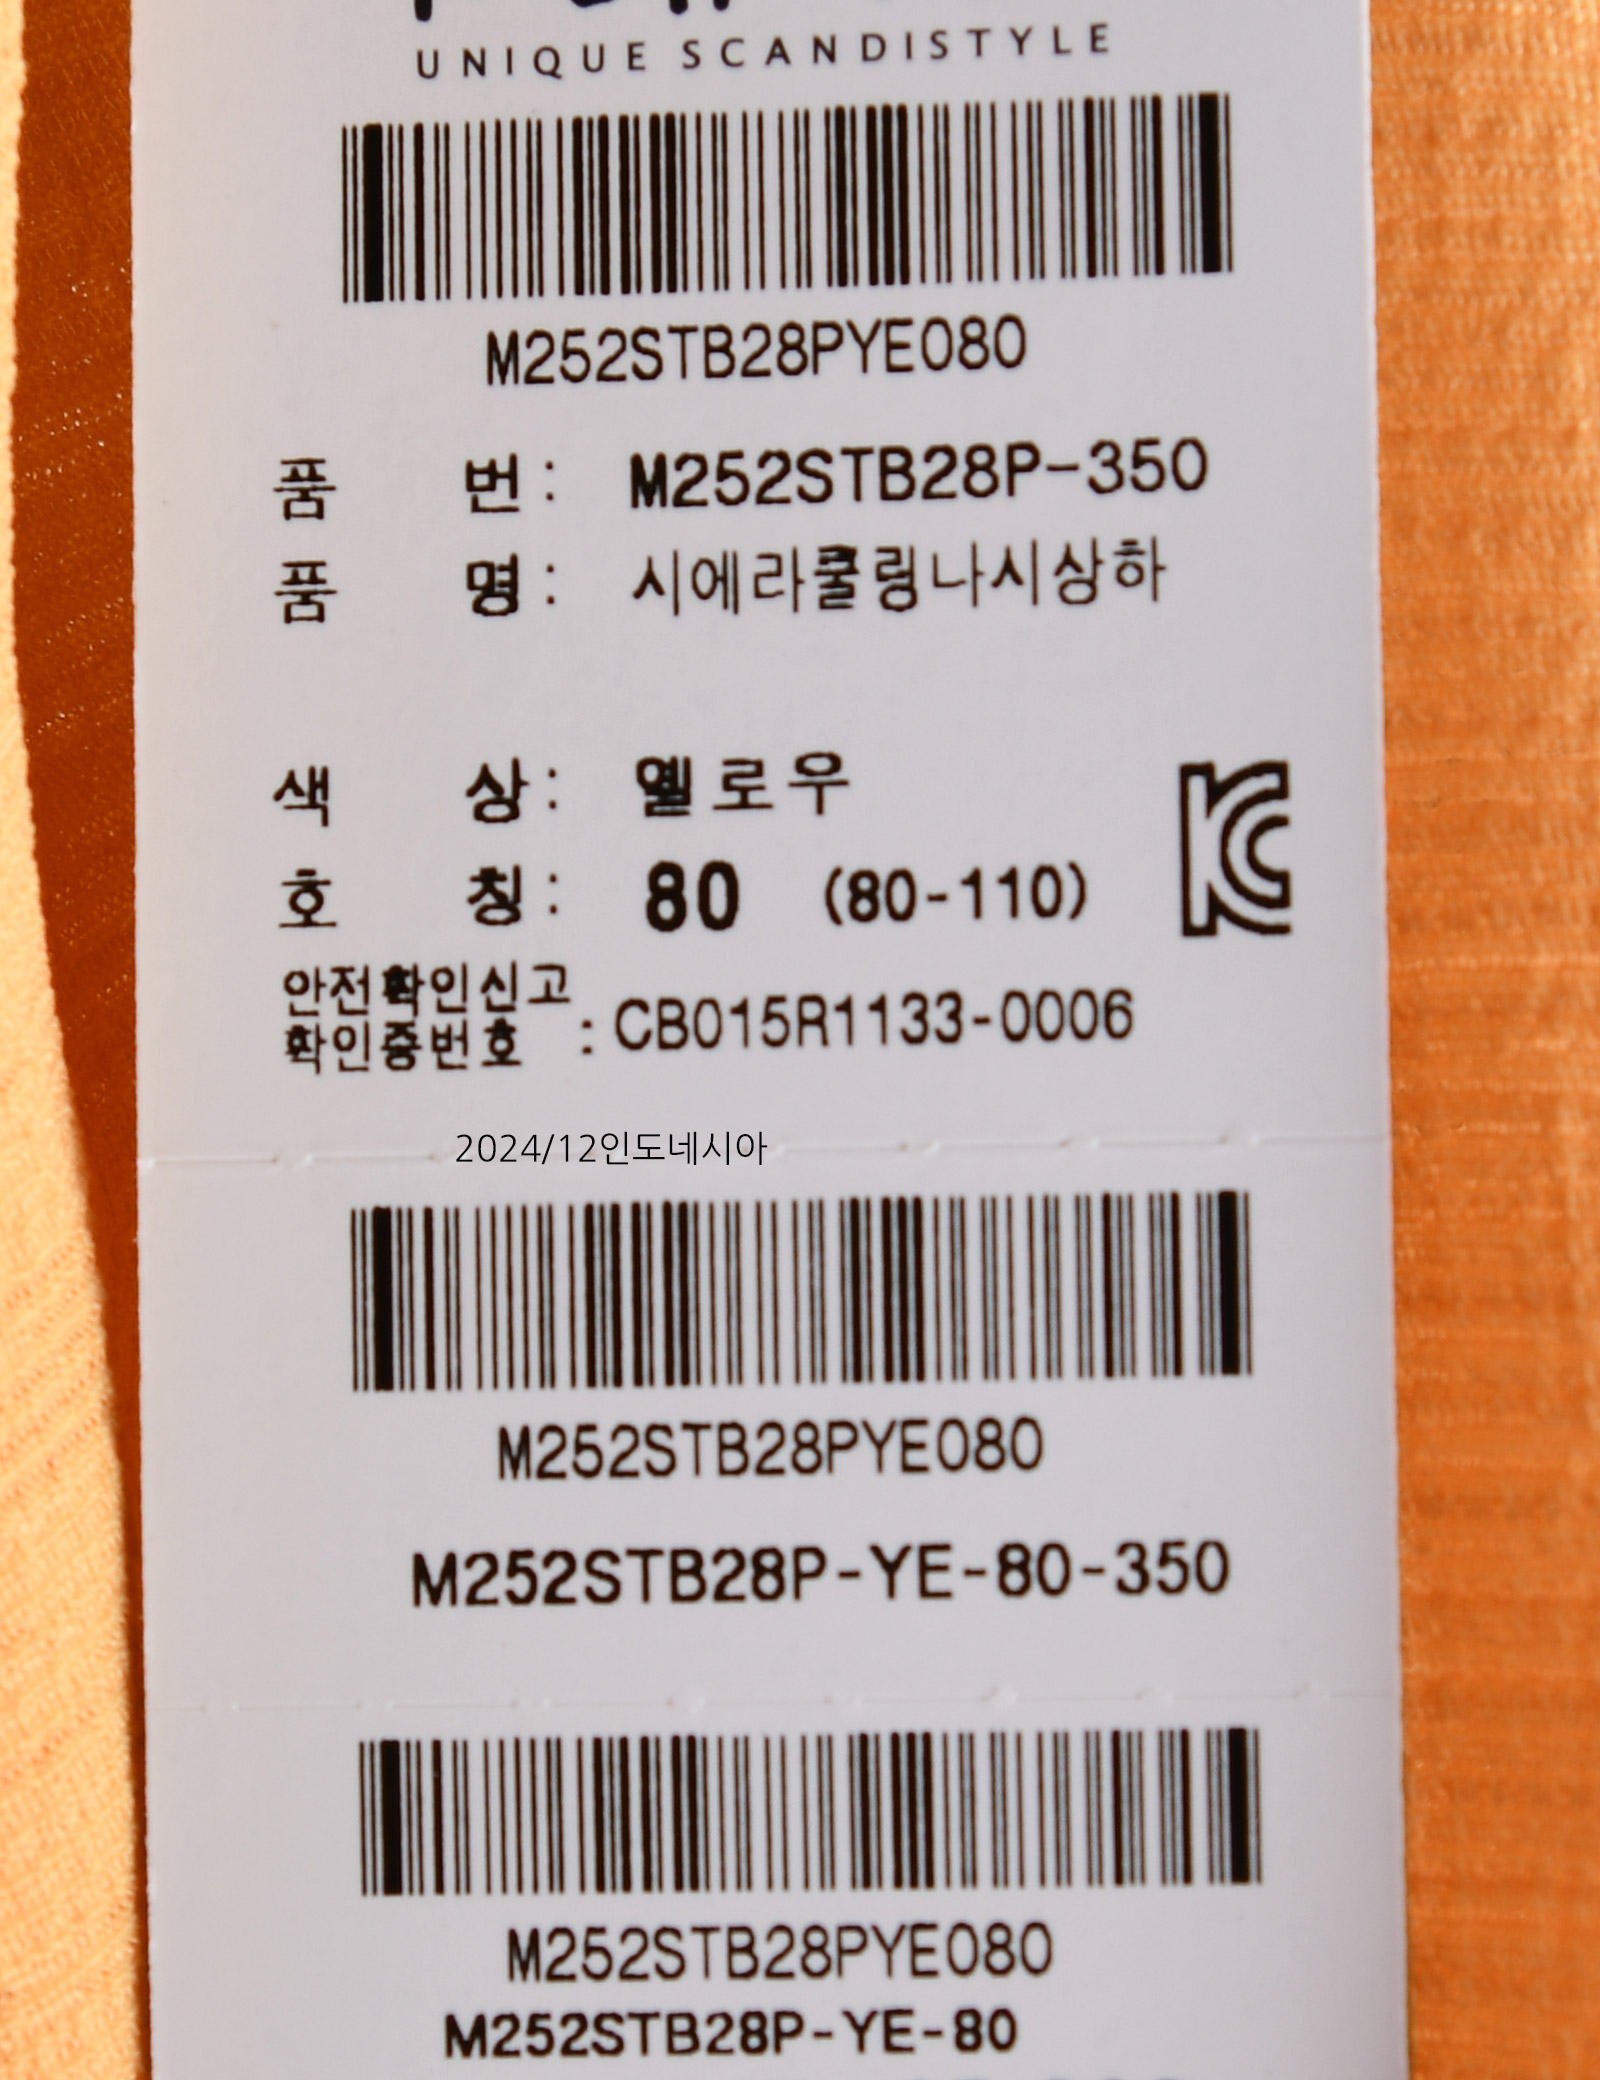 UNIQUE SCANDISTYLE
M252STB28PYE080
품 번 : M252STB28P-350
품 명 : 시에라쿨링나시상하
색 상 : 옐로우
호 칭 : 80 (80-110)
안전확인신고
확인증번호 : CB015R1133-0006
2024/12인도네시아
M252STB28PYE080
M252STB28P-YE-80-350
M252STB28PYE080
M252STB28P-YE-80